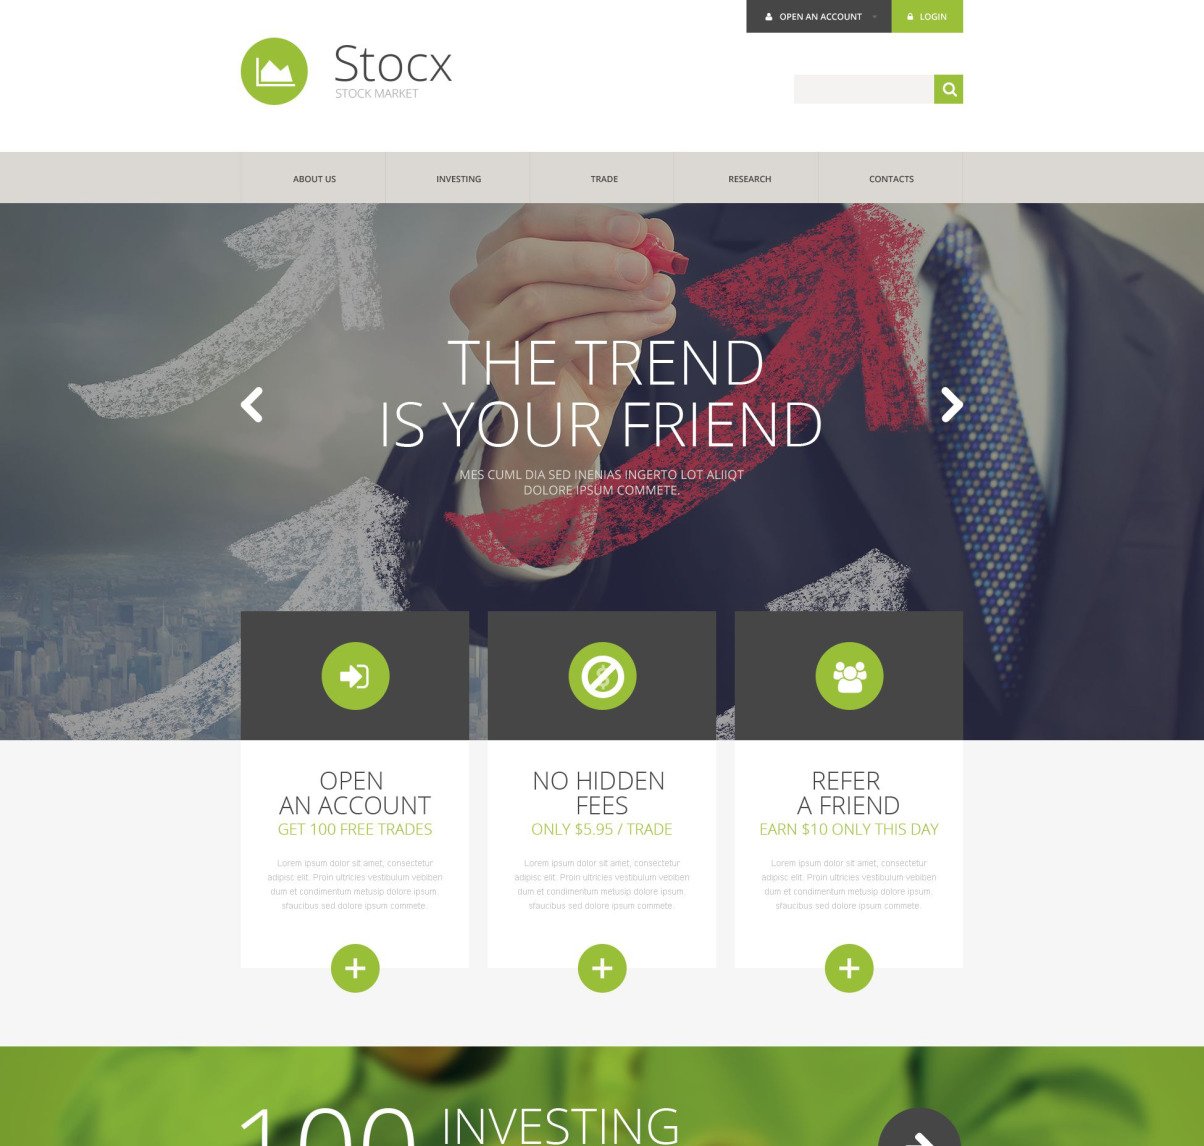 OPEN AN ACCOUNT
LOGIN
Stocx
STOCK MARKET
ABOUT US
INVESTING
TRADE
RESEARCH
CONTACTS
THE TREND
IS YOUR FRIEND
MES CUML DIA SED INENIAS INGERTO LOT ALIIQT
DOLORE IPSUM COMMETE.
OPEN
AN ACCOUNT
GET 100 FREE TRADES
Lorem ipsum dolor sit amet, consectetur
adipisc elit. Proin ultricies vestibulum vebiben
dum et condimentum metusip dolore ipsum.
sfaucibus sed dolore ipsum commete.
NO HIDDEN
FEES
ONLY $5.95 / TRADE
Lorem ipsum dolor sit amet, consectetur
adipisc elit. Proin ultricies vestibulum vebiben
dum et condimentum metusip dolore ipsum.
sfaucibus sed dolore ipsum commete.
REFER
A FRIEND
EARN $10 ONLY THIS DAY
Lorem ipsum dolor sit amet, consectetur
adipisc elit. Proin ultricies vestibulum vebiben
dum et condimentum metusip dolore ipsum.
sfaucibus sed dolore ipsum commete.
100 INVESTING